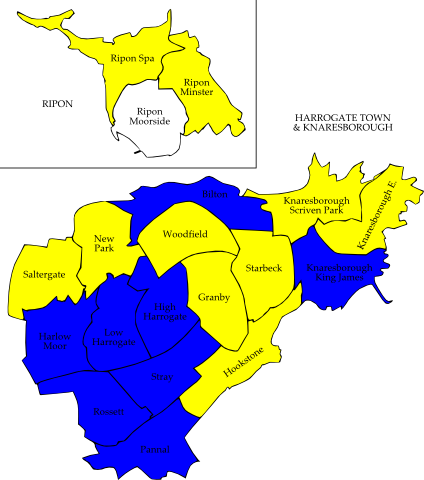 Ripon Spa
Ripon
Minster
RIPON
Ripon
Moorside
HARROGATE TOWN
& KNARESBOROUGH
Bilton
Knaresborough
Scriven Park
Knaresborough E.
Woodfield
New
Park
Starbeck
Saltergate
Knaresborough
King James
High
Harrogate
Granby
Harlow
Moor
Low
Harrogate
Hookstone
Stray
Rossett
Pannal